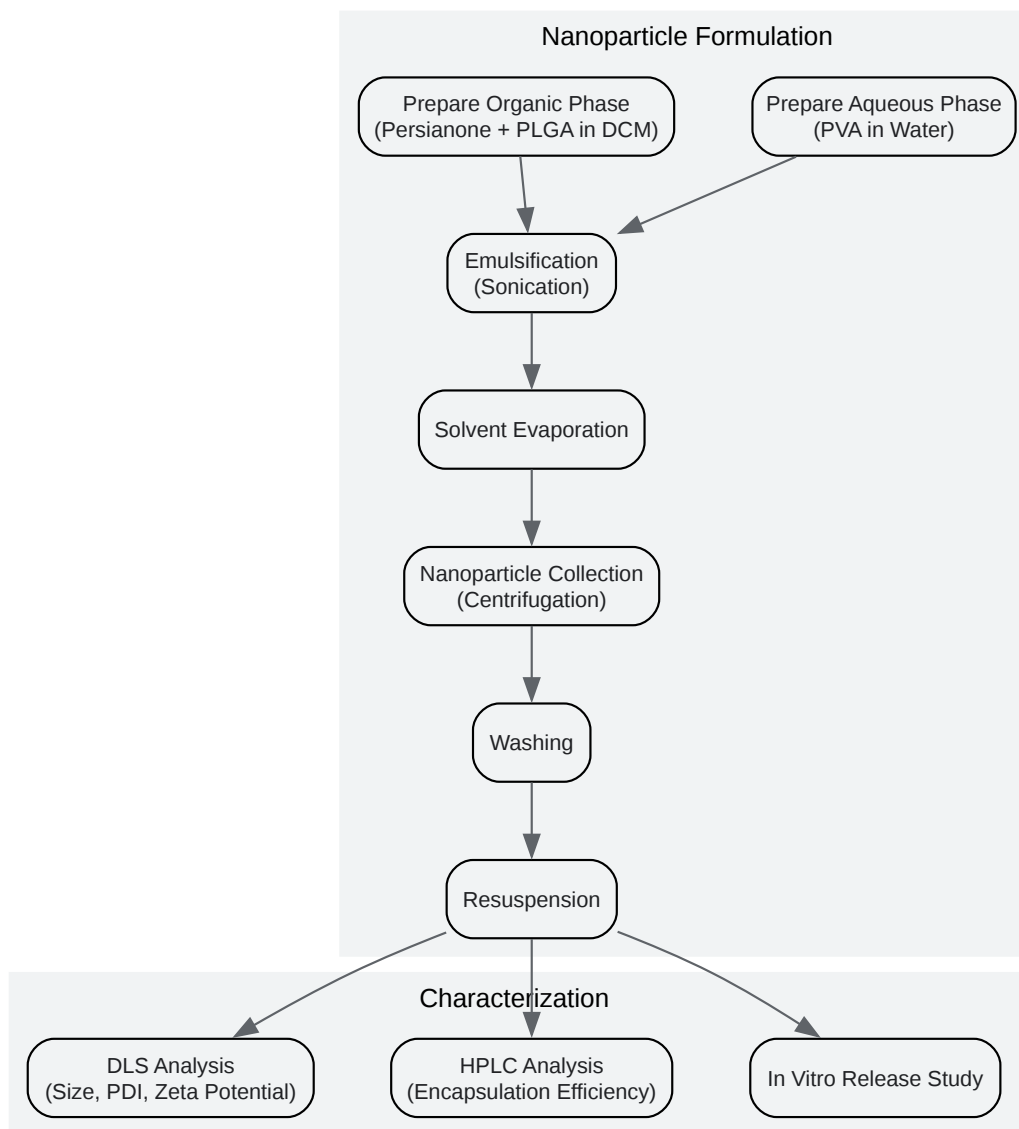 Nanoparticle Formulation
Prepare Organic Phase
(Persianone + PLGA in DCM)
Prepare Aqueous Phase
(PVA in Water)
Emulsification
(Sonication)
Solvent Evaporation
Nanoparticle Collection
(Centrifugation)
Washing
Resuspension
Characterization
DLS Analysis
(Size, PDI, Zeta Potential)
HPLC Analysis
(Encapsulation Efficiency)
In Vitro Release Study